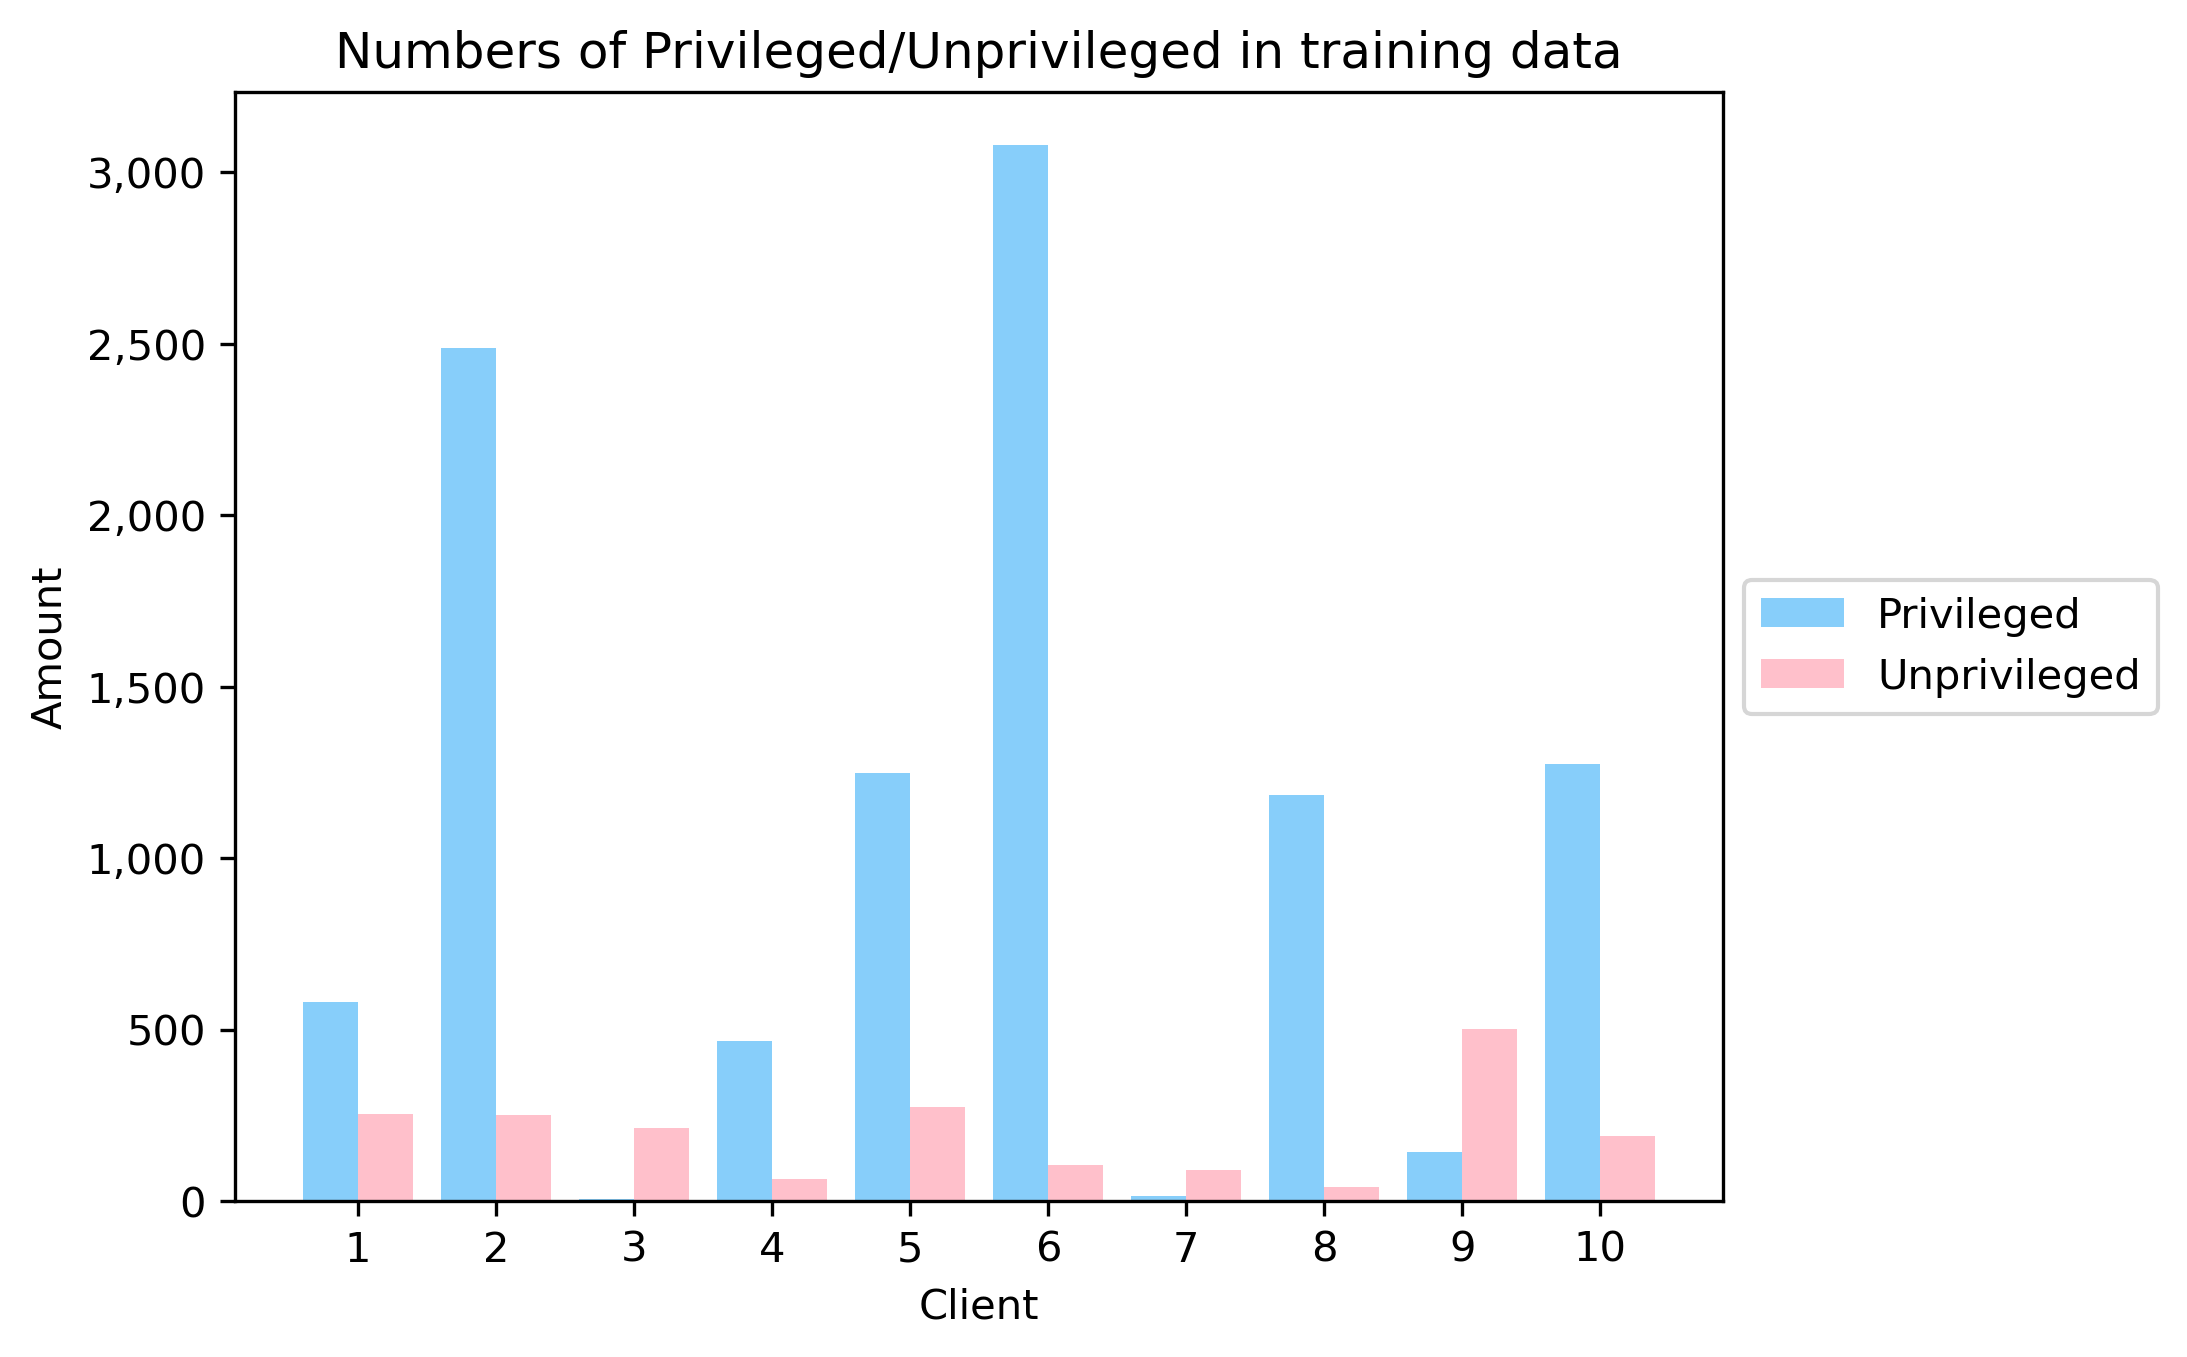 Numbers of Privileged/Unprivileged in training data
3,000
2,500
2,000
1,500
1,000
500
0
Amount
1 2 3 4 5 6 7 8 9 10
Client
Privileged
Unprivileged